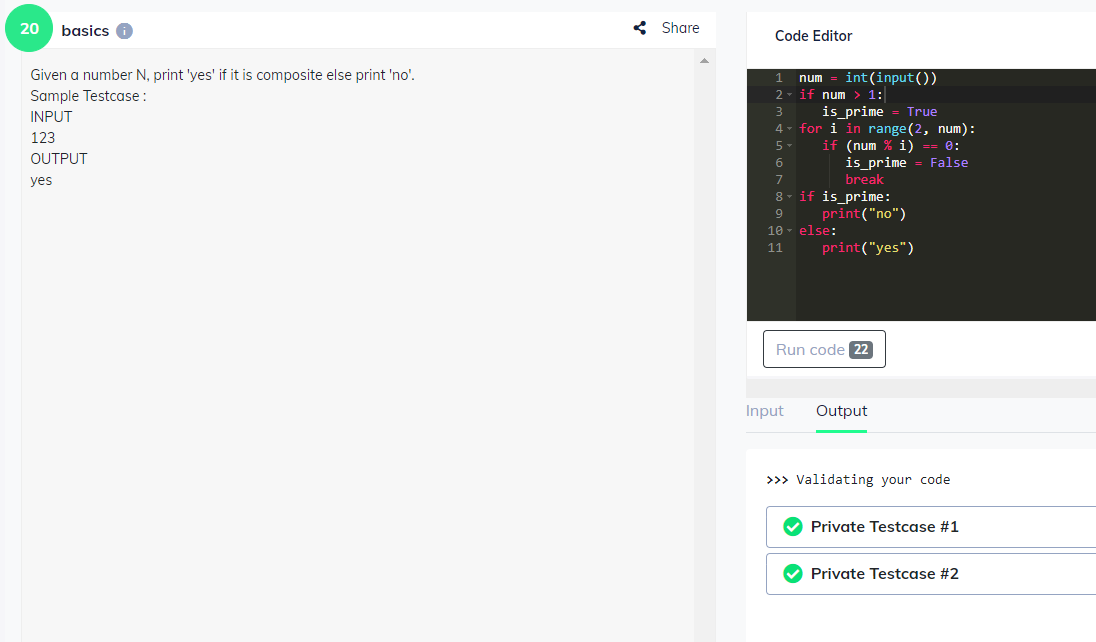 20 basics i Share
Given a number N, print 'yes' if it is composite else print 'no'.
Sample Testcase :
INPUT
123
OUTPUT
yes
Code Editor
1 num = int(input())
2 if num > 1:
3    is_prime = True
4 for i in range(2, num):
5    if (num % i) == 0:
6       is_prime = False
7       break
8 if is_prime:
9    print("no")
10 else:
11    print("yes")
Run code 22
Input Output
>>> Validating your code
Private Testcase #1
Private Testcase #2